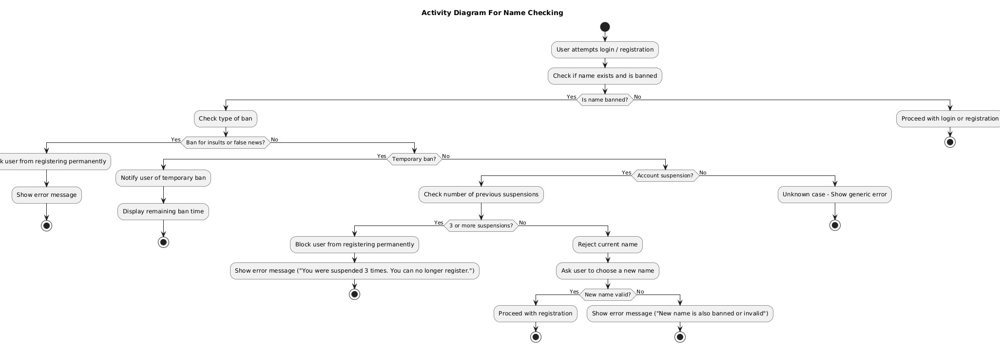 Activity Diagram For Name Checking
User attempts login / registration
Check if name exists and is banned
Yes
Is name banned?
No
Check type of ban
Proceed with login or registration
Yes
Ban for insults or false news?
No
k user from registering permanently
Show error message
Yes
Temporary ban?
No
Notify user of temporary ban
Display remaining ban time
Yes
Account suspension?
No
Check number of previous suspensions
Unknown case - Show generic error
Yes
3 or more suspensions?
No
Block user from registering permanently
Show error message ("You were suspended 3 times. You can no longer register.")
Reject current name
Ask user to choose a new name
Yes
New name valid?
No
Proceed with registration
Show error message ("New name is also banned or invalid")